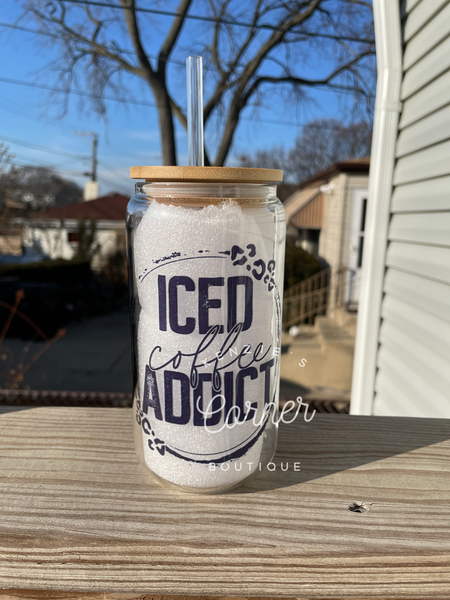 ICED
coffee
ADDICT
Corner
BOUTIQUE